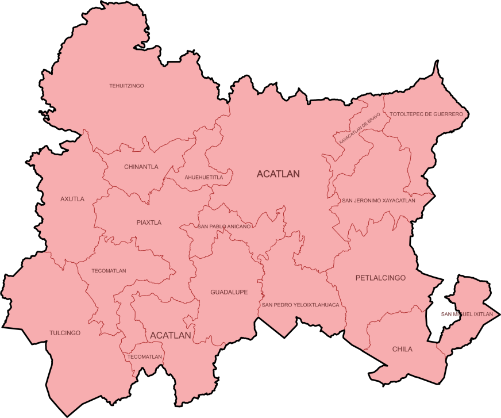 TEHUITZINGO
TOTOLTEPEC DE GUERRERO
CHINANTLA
AHUEHUETITLA
ACATLAN
AXUTLA
SAN JERONIMO XAYACATLAN
PIAXTLA
SAN PABLO ANICANO
TECOMATLAN
PETLALCINGO
GUADALUPE
SAN PEDRO YELOIXTLAHUACA
SAN MIGUEL IXITLAN
TULCINGO
ACATLAN
CHILA
TECOMATLAN